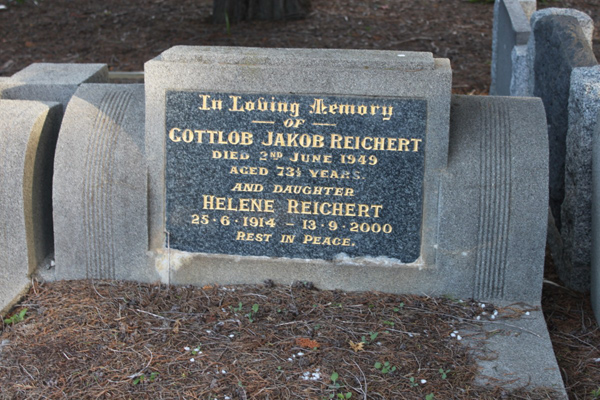 In Loving Memory
OF
GOTTLOB JAKOB REICHERT
DIED 2ND JUNE 1949
AGED 73½ YEARS.
AND DAUGHTER
HELENE REICHERT
25·6·1914 – 13·9·2000
REST IN PEACE.